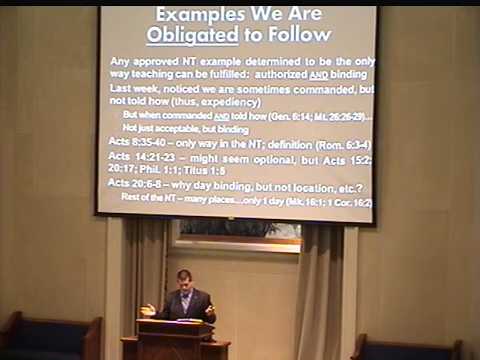 Examples We Are
Obligated to Follow
Any approved NT example determined to be the only
way teaching can be fulfilled: authorized AND binding
Last week, noticed we are sometimes commanded, but
not told how (thus, expediency)
But when commanded AND told how (Gen. 6:14; Mt. 26:26-29)...
Not just acceptable, but binding
Acts 8:35-40 – only way in the NT; definition (Rom. 6:3-4)
Acts 14:21-23 – might seem optional, but Acts 15:2;
20:17; Phil. 1:1; Titus 1:5
Acts 20:6-8 – why day binding, but not location, etc.?
Rest of the NT – many places...only 1 day (Mk. 16:1; 1 Cor. 16:2)